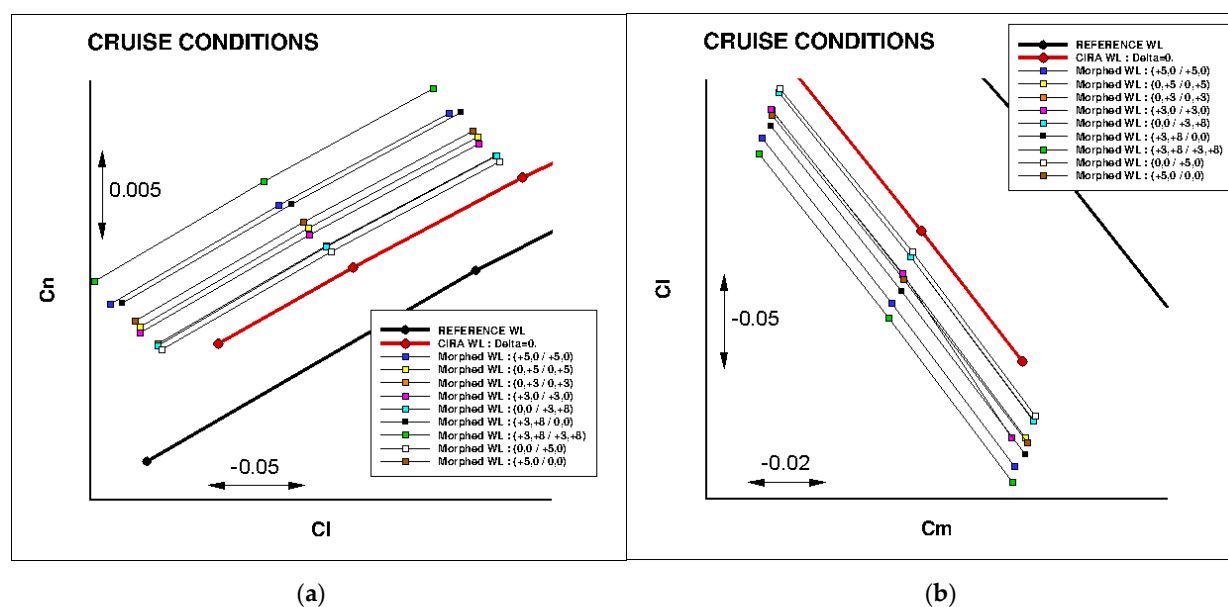 (a)
CRUISE CONDITIONS
Cn
0.005
-0.05
Cl
REFERENCE WL
CIRA WL : Delta=0.
Morphed WL : (+5,0 / +5,0)
Morphed WL : (0,+5 / 0,+5)
Morphed WL : (0,+3 / 0,+3)
Morphed WL : (+3,0 / +3,0)
Morphed WL : (0,0 / +3,+8)
Morphed WL : (+3,+8 / 0,0)
Morphed WL : (+3,+8 / +3,+8)
Morphed WL : (0,0 / +5,0)
Morphed WL : (+5,0 / 0,0)
(a)
(b)
CRUISE CONDITIONS
REFERENCE WL
CIRA WL : Delta=0.
Morphed WL : (+5,0 / +5,0)
Morphed WL : (0,+5 / 0,+5)
Morphed WL : (0,+3 / 0,+3)
Morphed WL : (+3,0 / +3,0)
Morphed WL : (0,0 / +3,+8)
Morphed WL : (+3,+8 / 0,0)
Morphed WL : (+3,+8 / +3,+8)
Morphed WL : (0,0 / +5,0)
Morphed WL : (+5,0 / 0,0)
Cl
-0.05
-0.02
Cm
(b)